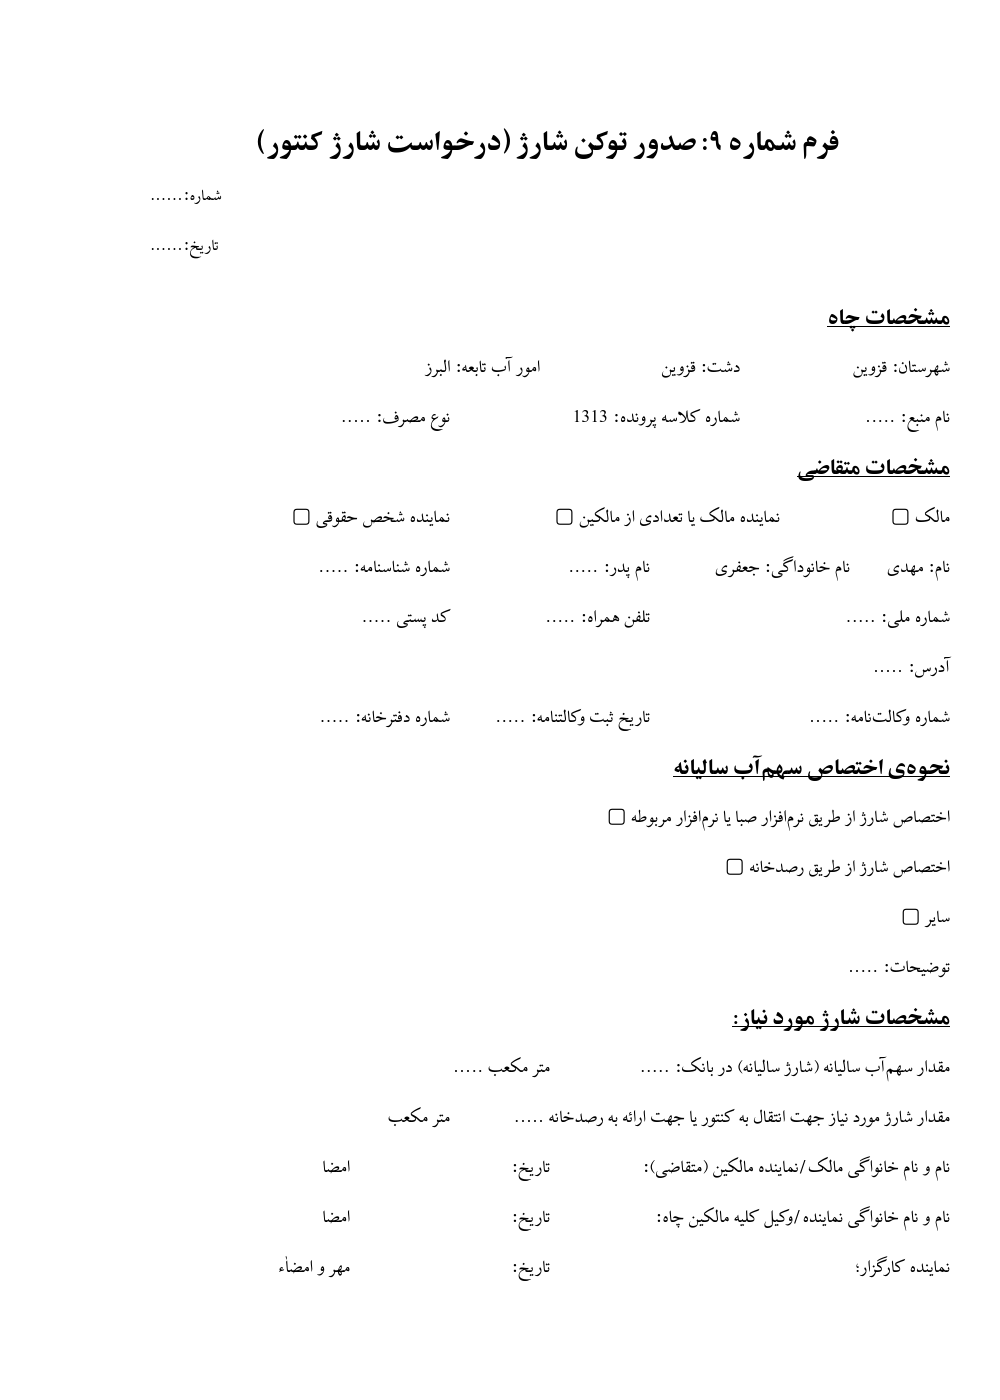 فرم شماره ۹: صدور توکن شارژ (درخواست شارژ کنتور)
شماره:......
تاریخ:......
مشخصات چاه
شهرستان: قزوین دشت: قزوین امور آب تابعه: البرز
نام منبع: ..... شماره کلاسه پرونده: 1313 نوع مصرف: .....
مشخصات متقاضی
مالک ▢ نماینده مالک یا تعدادی از مالکین ▢ نماینده شخص حقوقی ▢
نام: مهدی نام خانوداگی: جعفری نام پدر: ..... شماره شناسنامه: .....
شماره ملی: ..... تلفن همراه: ..... کد پستی .....
آدرس: .....
شماره وکالت‌نامه: ..... تاریخ ثبت وکالتنامه: ..... شماره دفترخانه: .....
نحوه‌ی اختصاص سهم‌آب سالیانه
اختصاص شارژ از طریق نرم‌افزار صبا یا نرم‌افزار مربوطه ▢
اختصاص شارژ از طریق رصدخانه ▢
سایر ▢
توضیحات: .....
مشخصات شارژ مورد نیاز:
مقدار سهم‌آب سالیانه (شارژ سالیانه) در بانک: ..... متر مکعب .....
مقدار شارژ مورد نیاز جهت انتقال به کنتور یا جهت ارائه به رصدخانه ..... متر مکعب
نام و نام خانواگی مالک/نماینده مالکین (متقاضی): تاریخ: امضا
نام و نام خانواگی نماینده/وکیل کلیه مالکین چاه: تاریخ: امضا
نماینده کارگزار؛ تاریخ: مهر و امضاٰء